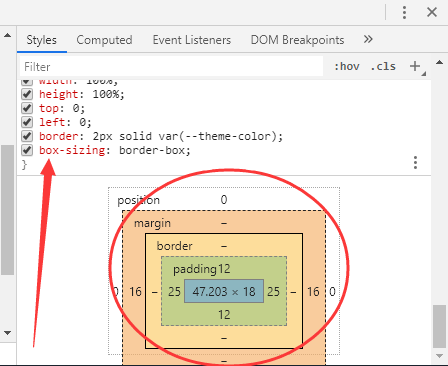 Styles Computed Event Listeners DOM Breakpoints »
Filter :hov .cls +
width: 100%;
height: 100%;
top: 0;
left: 0;
border: 2px solid var(--theme-color);
box-sizing: border-box;
}
position 0
margin –
border –
padding12
0 16 – 25 47.203 × 18 25 – 16 0
12
–
–